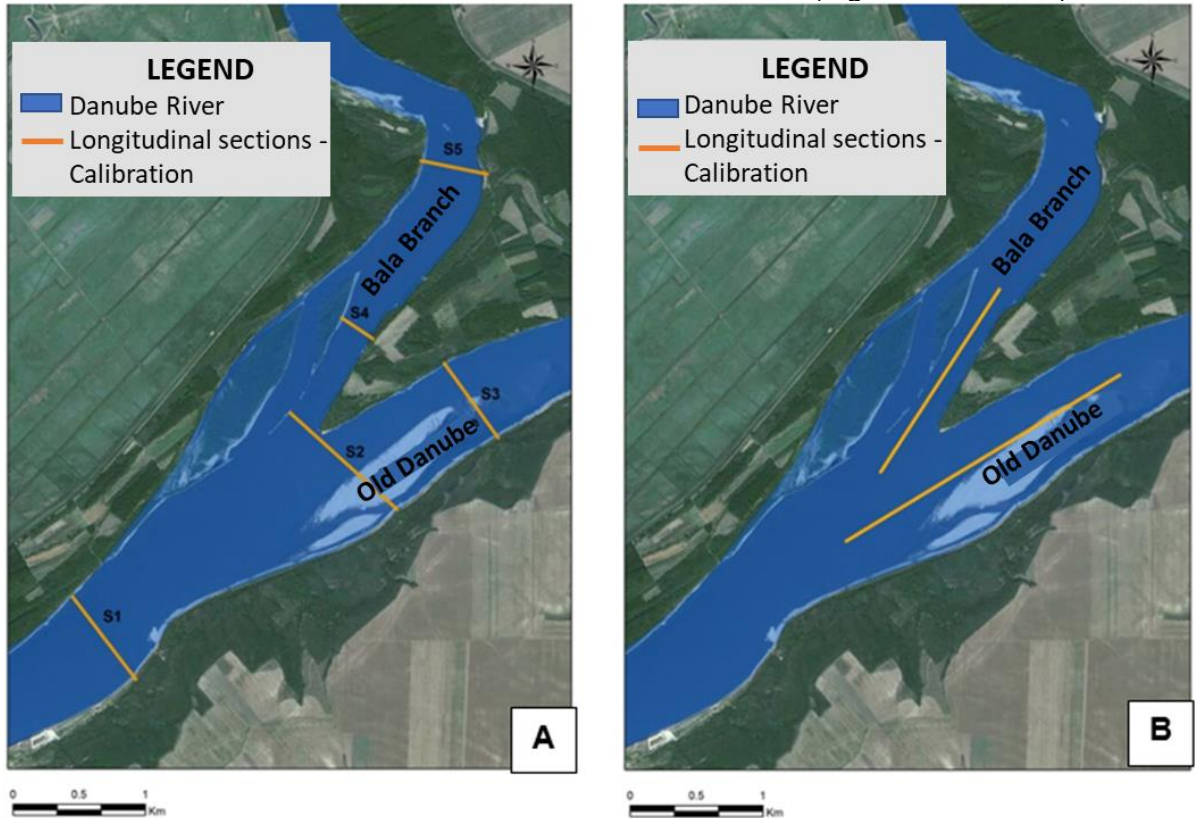 LEGEND
Danube River
Longitudinal sections -
Calibration
S5
Bala Branch
S4
S3
S2
Old Danube
S1
A
0 0.5 1
Km
LEGEND
Danube River
Longitudinal sections -
Calibration
Bala Branch
Old Danube
B
0 0.5 1
Km